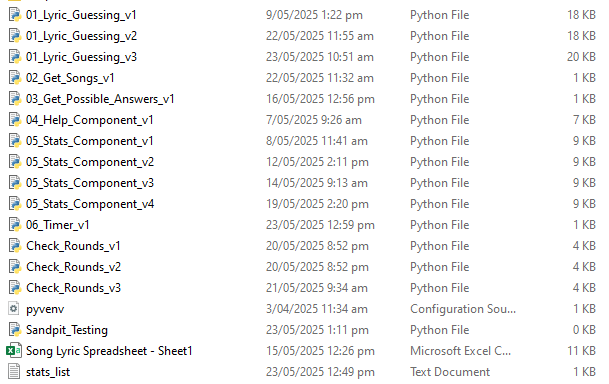 01_Lyric_Guessing_v1 9/05/2025 1:22 pm Python File 18 KB
01_Lyric_Guessing_v2 22/05/2025 11:55 am Python File 18 KB
01_Lyric_Guessing_v3 23/05/2025 10:51 am Python File 20 KB
02_Get_Songs_v1 22/05/2025 11:32 am Python File 1 KB
03_Get_Possible_Answers_v1 16/05/2025 12:56 pm Python File 1 KB
04_Help_Component_v1 7/05/2025 9:26 am Python File 7 KB
05_Stats_Component_v1 8/05/2025 11:41 am Python File 9 KB
05_Stats_Component_v2 12/05/2025 2:11 pm Python File 9 KB
05_Stats_Component_v3 14/05/2025 9:13 am Python File 9 KB
05_Stats_Component_v4 19/05/2025 2:20 pm Python File 9 KB
06_Timer_v1 23/05/2025 12:59 pm Python File 1 KB
Check_Rounds_v1 20/05/2025 8:52 pm Python File 4 KB
Check_Rounds_v2 20/05/2025 8:52 pm Python File 4 KB
Check_Rounds_v3 21/05/2025 9:34 am Python File 4 KB
pyvenv 3/04/2025 11:34 am Configuration Sou... 1 KB
Sandpit_Testing 23/05/2025 1:11 pm Python File 0 KB
Song Lyric Spreadsheet - Sheet1 15/05/2025 12:26 pm Microsoft Excel C... 11 KB
stats_list 23/05/2025 12:49 pm Text Document 1 KB